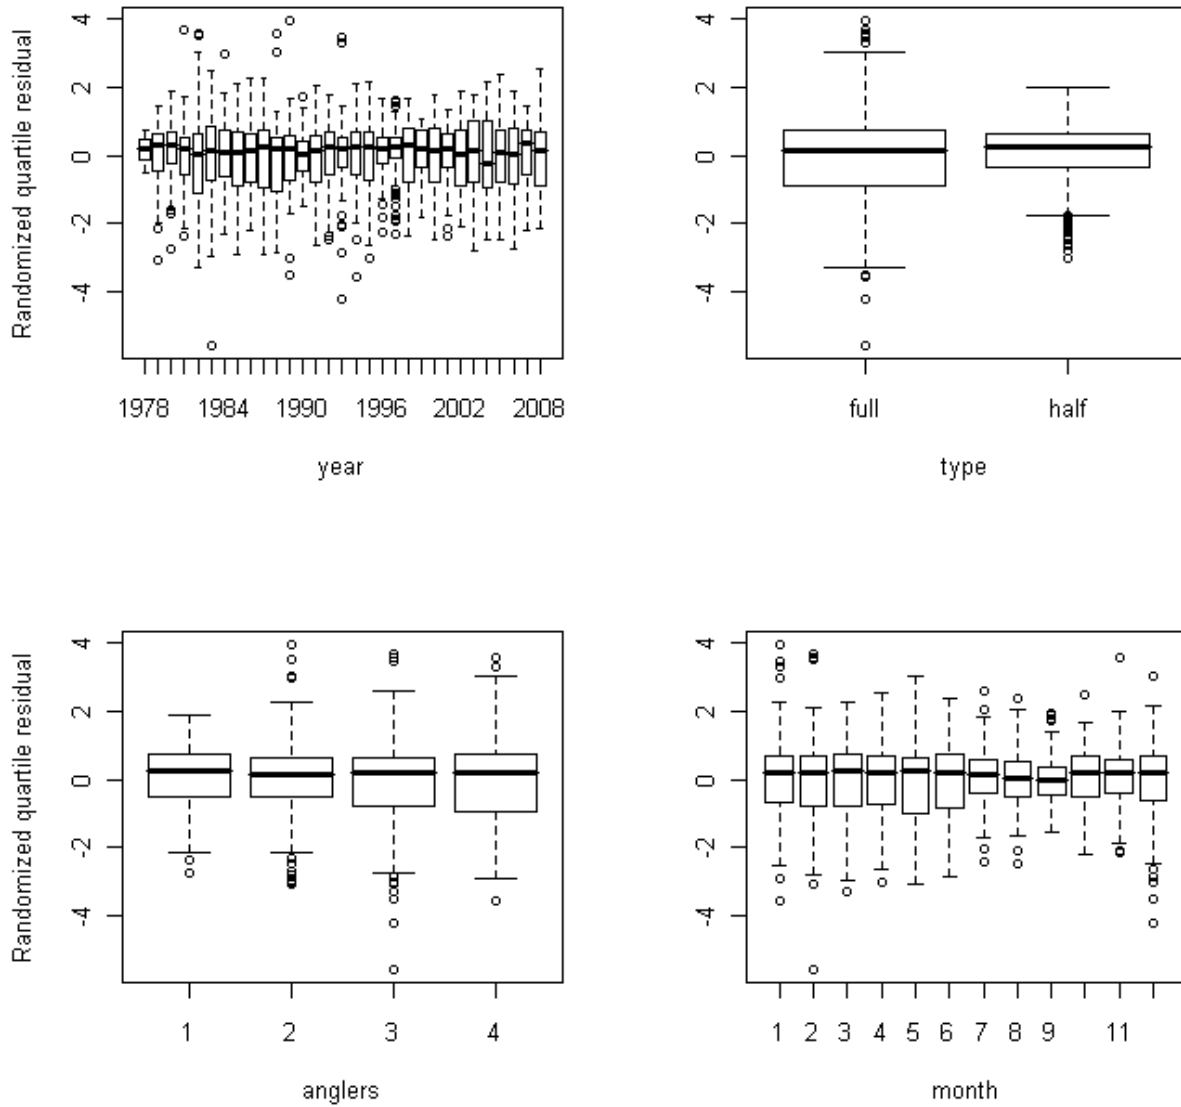 Randomized quartile residual
4
2
0
-2
-4
1978 1984 1990 1996 2002 2008
year
4
2
0
-2
-4
full half
type
Randomized quartile residual
4
2
0
-2
-4
1 2 3 4
anglers
4
2
0
-2
-4
1 2 3 4 5 6 7 8 9 11
month